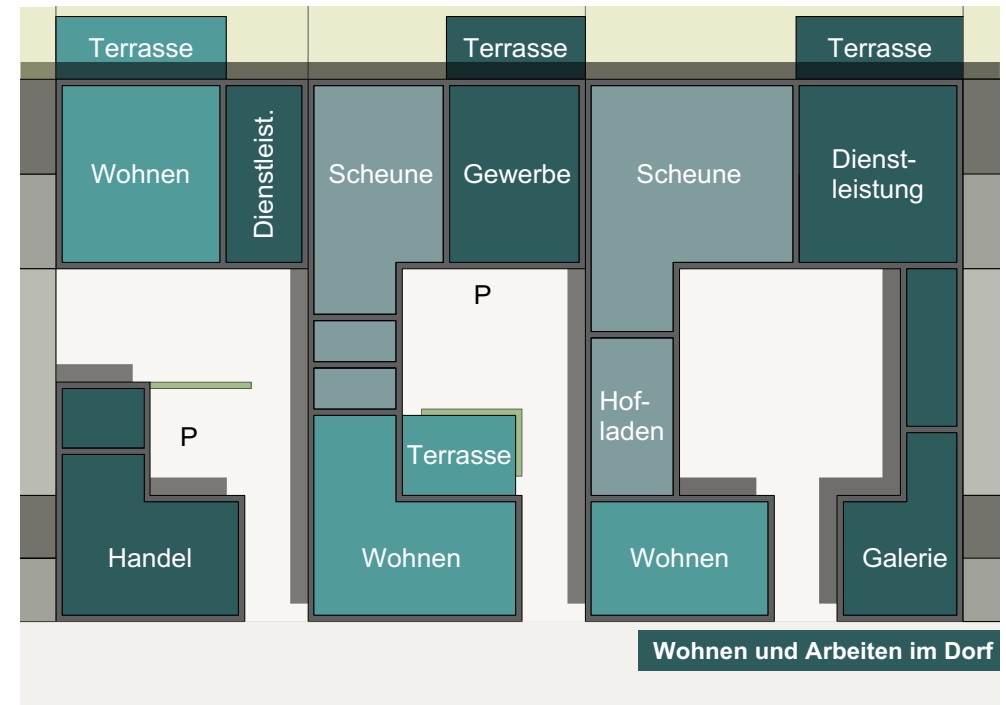 Terrasse
Terrasse
Terrasse
Wohnen
Dienstleist.
Scheune
Gewerbe
Scheune
Dienst-
leistung
P
Hof-
laden
P
Terrasse
Handel
Wohnen
Wohnen
Galerie
Wohnen und Arbeiten im Dorf